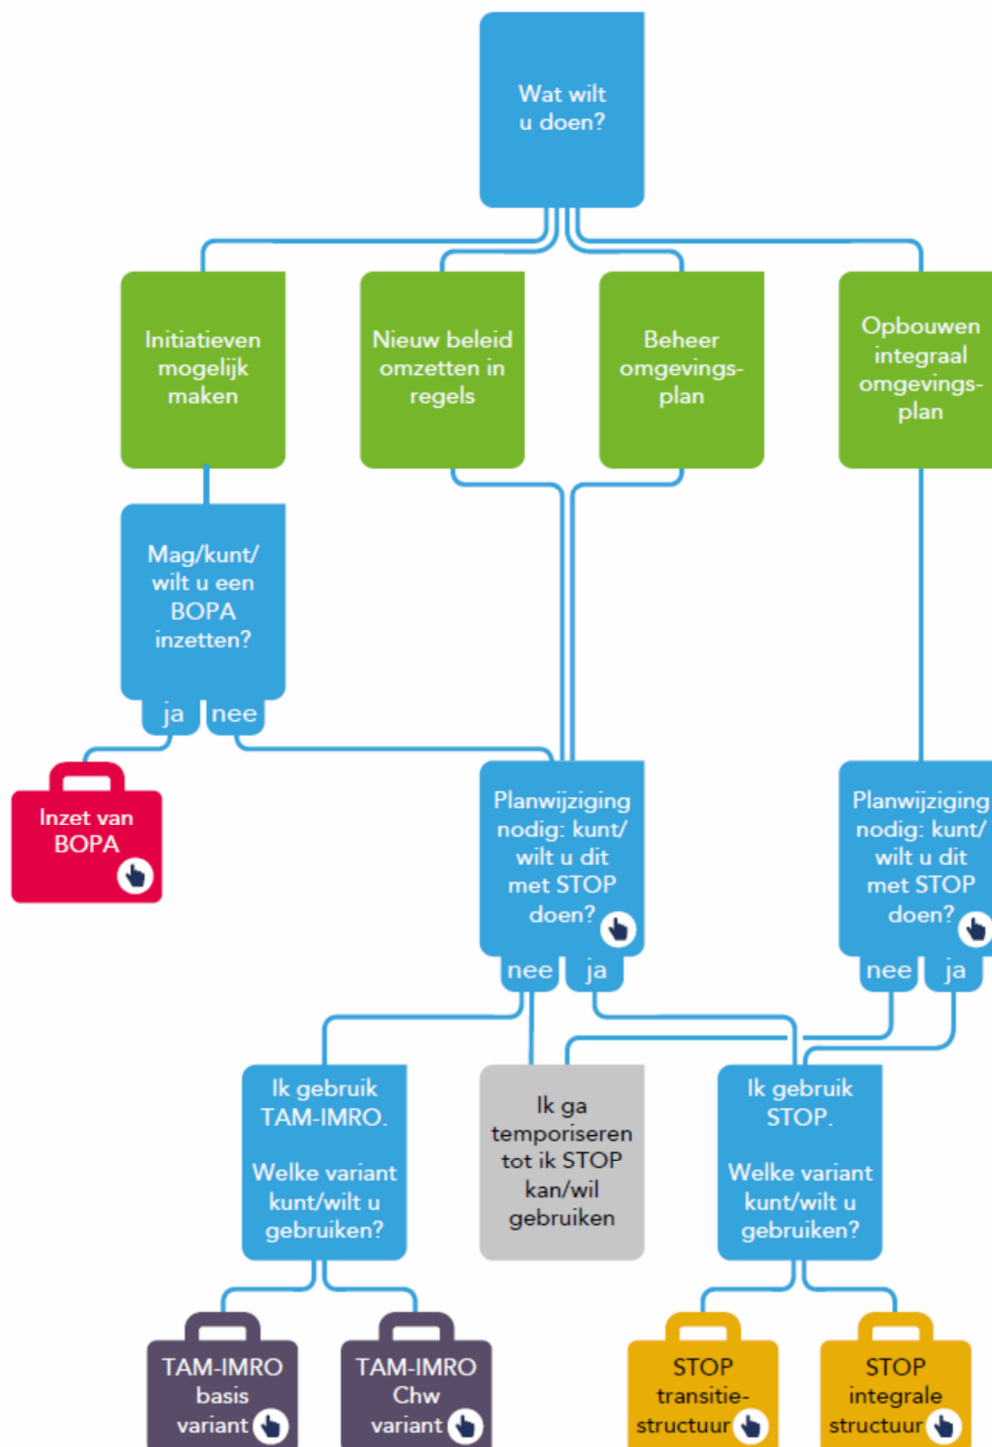 Wat wilt
u doen?
Initiatieven
mogelijk
maken
Nieuw beleid
omzetten in
regels
Beheer
omgevings-
plan
Opbouwen
integraal
omgevings-
plan
Mag/kunt/
wilt u een
BOPA
inzetten?
ja
nee
Inzet van
BOPA
Planwijziging
nodig: kunt/
wilt u dit
met STOP
doen?
nee
ja
Planwijziging
nodig: kunt/
wilt u dit
met STOP
doen?
nee
ja
Ik gebruik
TAM-IMRO.
Welke variant
kunt/wilt u
gebruiken?
Ik ga
temporiseren
tot ik STOP
kan/wil
gebruiken
Ik gebruik
STOP.
Welke variant
kunt/wilt u
gebruiken?
TAM-IMRO
basis
variant
TAM-IMRO
Chw
variant
STOP
transitie-
structuur
STOP
integrale
structuur